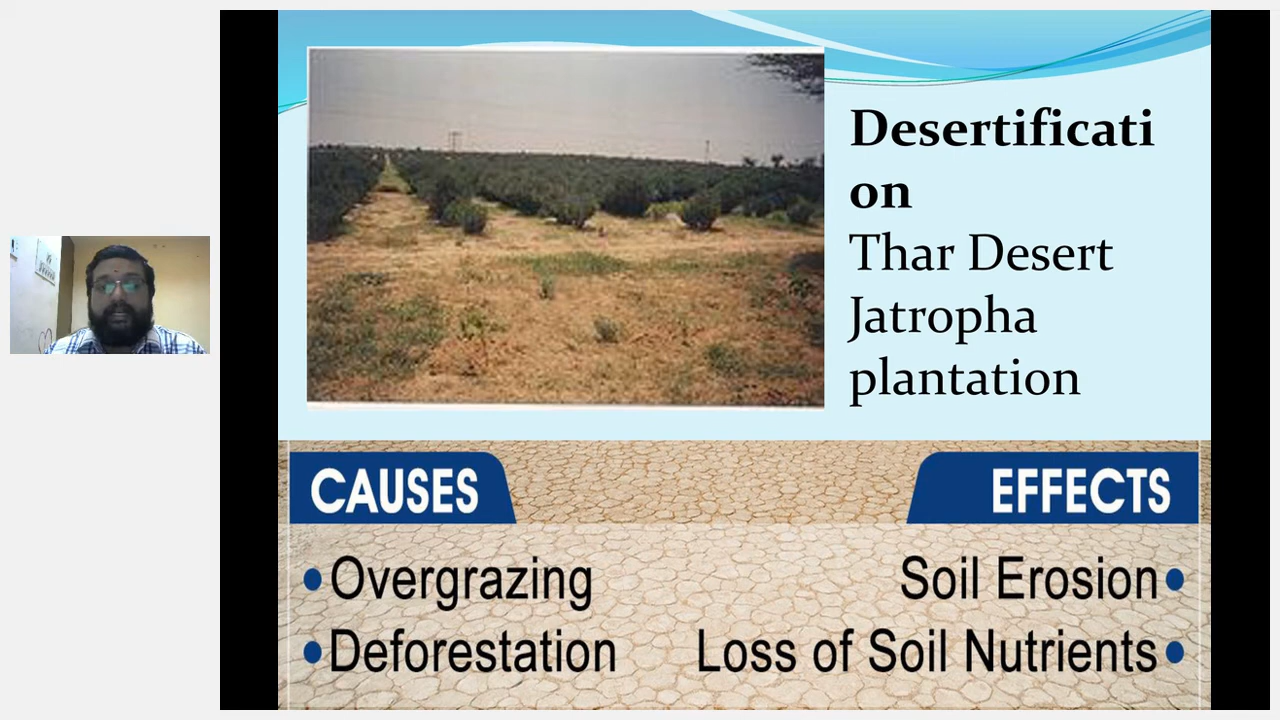 Desertificati
on
Thar Desert
Jatropha
plantation
CAUSES
EFFECTS
• Overgrazing
Soil Erosion •
• Deforestation
Loss of Soil Nutrients •